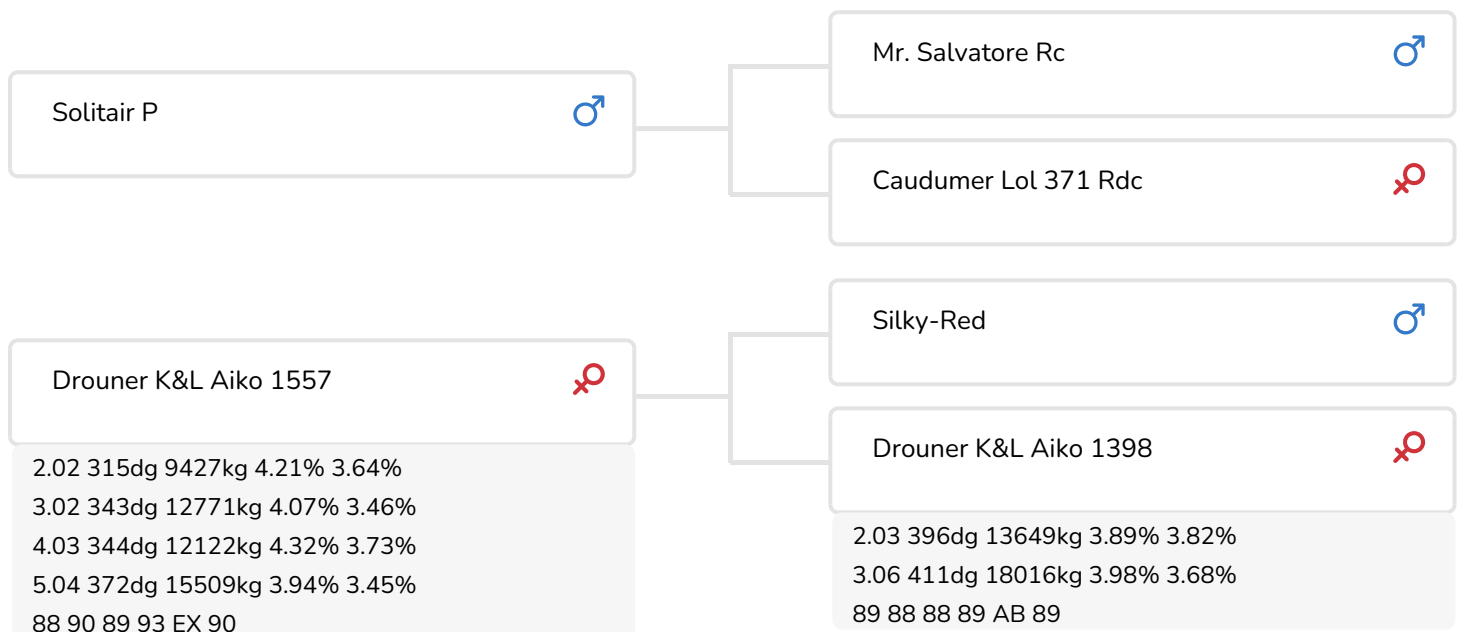 Solitair P
Mr. Salvatore Rc
Caudumer Lol 371 Rdc
Drouner K&L Aiko 1557
2.02 315dg 9427kg 4.21% 3.64%
3.02 343dg 12771kg 4.07% 3.46%
4.03 344dg 12122kg 4.32% 3.73%
5.04 372dg 15509kg 3.94% 3.45%
88 90 89 93 EX 90
Silky-Red
Drouner K&L Aiko 1398
2.03 396dg 13649kg 3.89% 3.82%
3.06 411dg 18016kg 3.98% 3.68%
89 88 88 89 AB 89